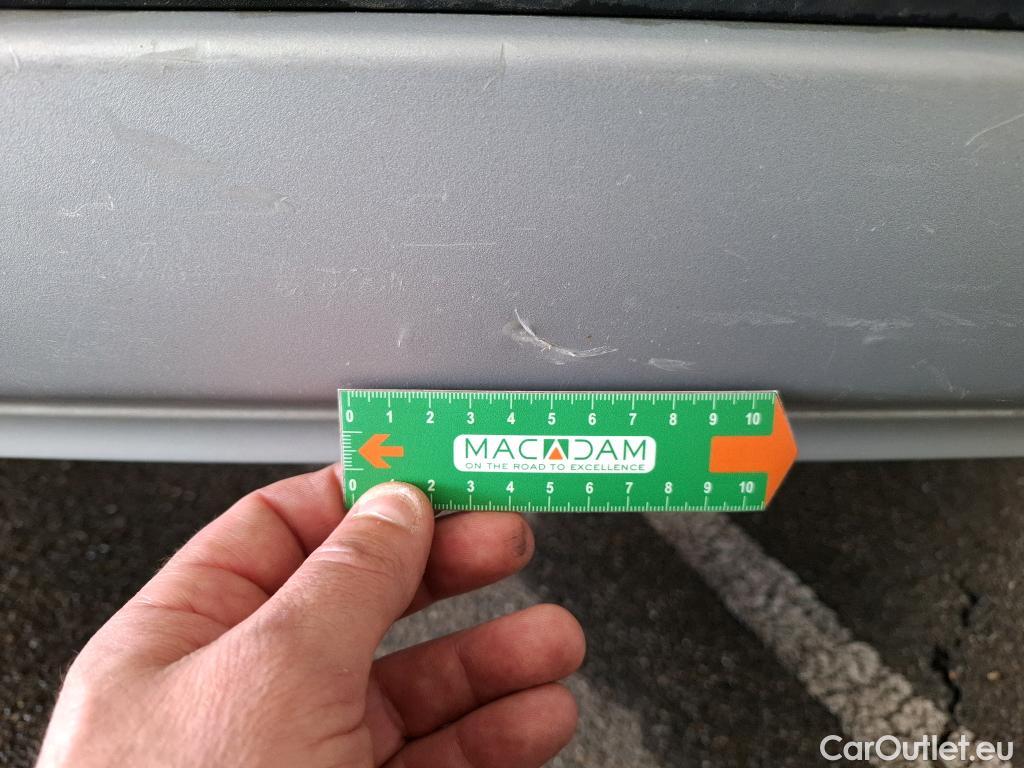 0 1 2 3 4 5 6 7 8 9 10
MACADAM
ON THE ROAD TO EXCELLENCE
0 2 3 4 5 6 7 8 9 10
CarOutlet.eu